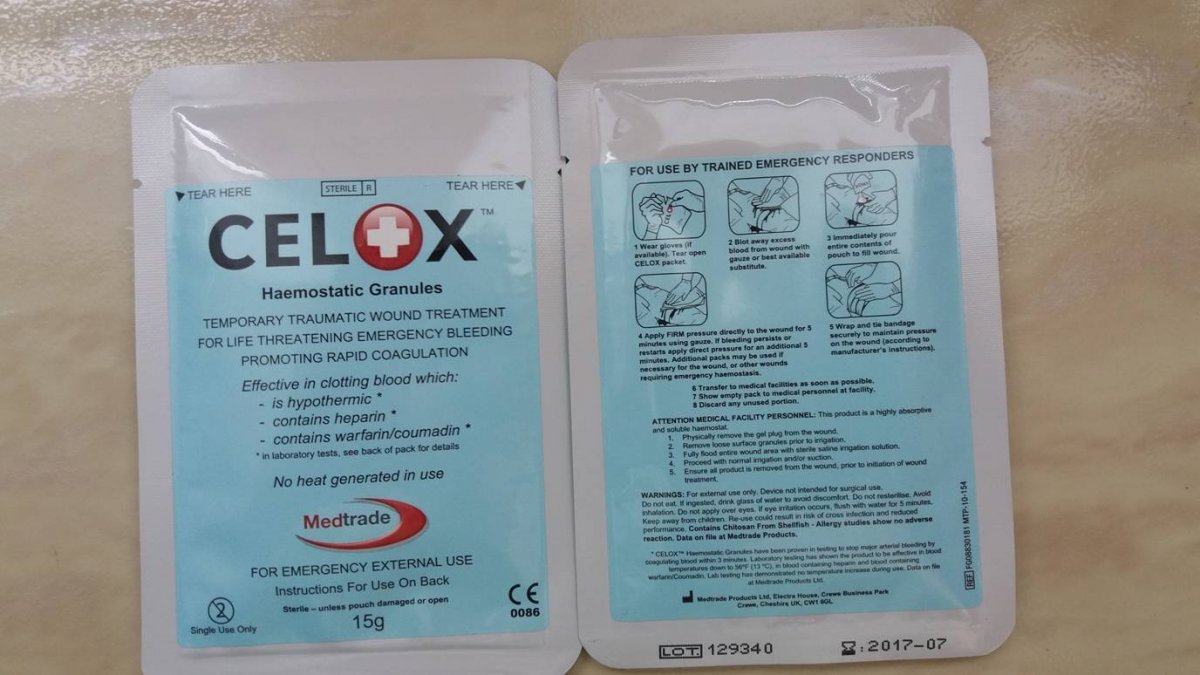 TEAR HERE
STERILE R
TEAR HERE
CELOX™
Haemostatic Granules
TEMPORARY TRAUMATIC WOUND TREATMENT
FOR LIFE THREATENING EMERGENCY BLEEDING
PROMOTING RAPID COAGULATION
Effective in clotting blood which:
- is hypothermic *
- contains heparin *
- contains warfarin/coumadin *
* in laboratory tests, see back of pack for details
No heat generated in use
Medtrade
FOR EMERGENCY EXTERNAL USE
Instructions For Use On Back
Sterile – unless pouch damaged or open
15g
2
Single Use Only
CE
0086
FOR USE BY TRAINED EMERGENCY RESPONDERS
1 Wear gloves (if
available). Tear open
CELOX packet.
2 Blot away excess
blood from wound with
gauze or best available
substitute.
3 Immediately pour
entire contents of
pouch to fill wound.
4 Apply FIRM pressure directly to the wound for 5
minutes using gauze. If bleeding persists or
restarts apply direct pressure for an additional 5
minutes. Additional packs may be used if
necessary for the wound, or other wounds
requiring emergency haemostasis.
5 Wrap and tie bandage
securely to maintain pressure
on the wound (according to
manufacturer's instructions).
6 Transfer to medical facilities as soon as possible.
7 Show empty pack to medical personnel at facility.
8 Discard any unused portion.
ATTENTION MEDICAL FACILITY PERSONNEL: This product is a highly absorptive
and soluble haemostat.
1. Physically remove the gel plug from the wound.
2. Remove loose surface granules prior to irrigation.
3. Fully flood entire wound area with sterile saline irrigation solution.
4. Proceed with normal irrigation and/or suction.
5. Ensure all product is removed from the wound, prior to initiation of wound
treatment.
WARNINGS: For external use only. Device not intended for surgical use.
Do not eat. If ingested, drink glass of water to avoid discomfort. Do not resterilise. Avoid
inhalation. Do not apply over eyes. If eye irritation occurs, flush with water for 5 minutes.
Keep away from children. Re-use could result in risk of cross infection and reduced
performance. Contains Chitosan From Shellfish - Allergy studies show no adverse
reaction. Data on file at Medtrade Products.
* CELOX™ Haemostatic Granules have been proven in testing to stop major arterial bleeding by
coagulating blood within 3 minutes. Laboratory testing has shown the product to be effective in blood
temperatures down to 56°F (13 °C), in blood containing heparin and blood containing
warfarin/Coumadin. Lab testing has demonstrated no temperature increase during use. Data on file
at Medtrade Products Ltd.
Medtrade Products Ltd, Electra House, Crewe Business Park
Crewe, Cheshire UK, CW1 6GL
REF FG08830181 MTP-10-154
LOT. 129340
: 2017-07